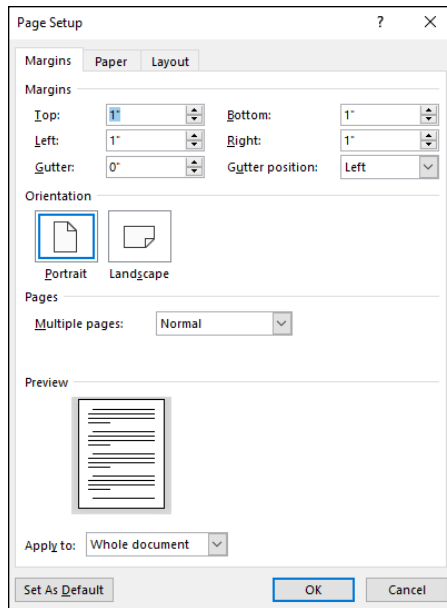 Page Setup ? ×
Margins Paper Layout
Margins
Top: 1" Bottom: 1"
Left: 1" Right: 1"
Gutter: 0" Gutter position: Left
Orientation
Portrait Landscape
Pages
Multiple pages: Normal
Preview
Apply to: Whole document
Set As Default OK Cancel